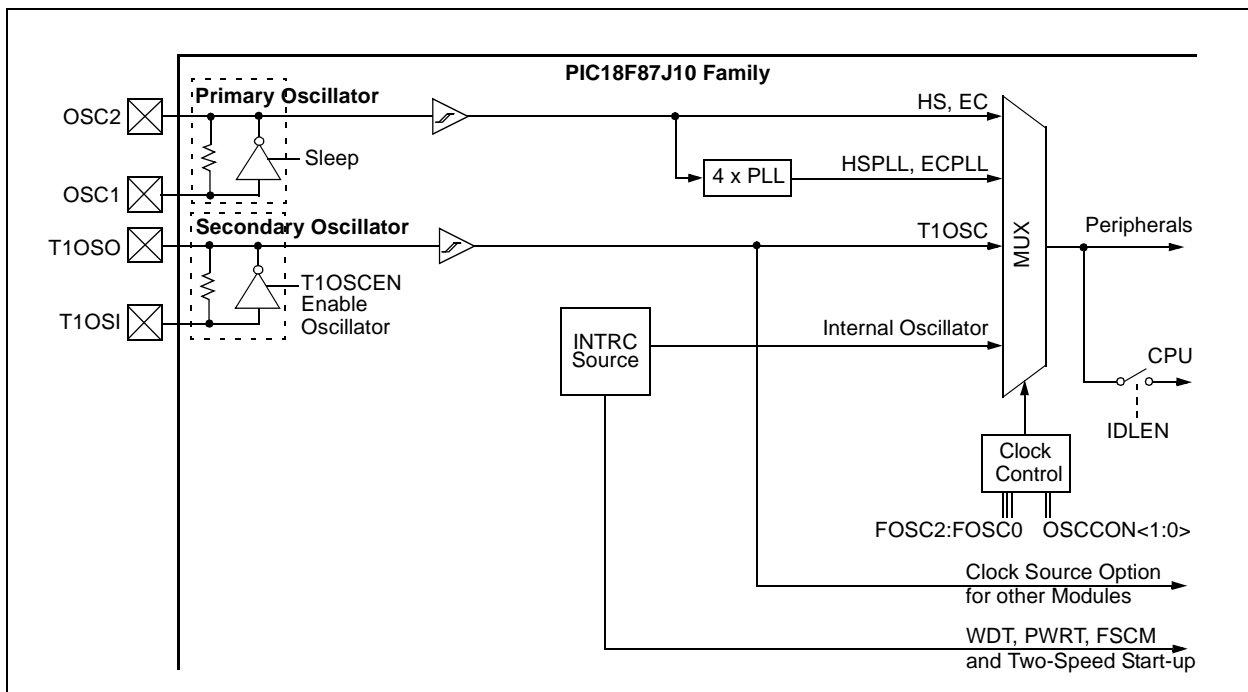 PIC18F87J10 Family
Primary Oscillator
OSC2
HS, EC
Sleep
4 x PLL
HSPLL, ECPLL
OSC1
Secondary Oscillator
T1OSO
T1OSC
Peripherals
MUX
T1OSCEN
Enable
Oscillator
T1OSI
INTRC
Source
Internal Oscillator
CPU
IDLEN
Clock
Control
FOSC2:FOSC0 OSCCON<1:0>
Clock Source Option
for other Modules
WDT, PWRT, FSCM
and Two-Speed Start-up